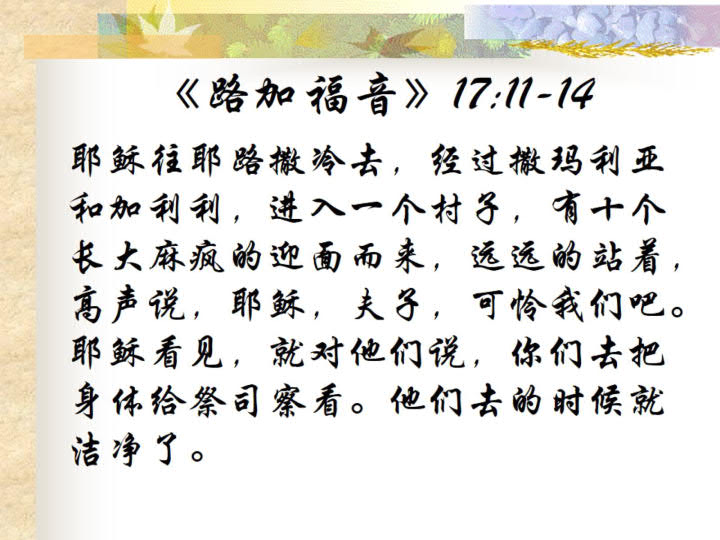 《路加福音》17:11-14
耶稣往耶路撒冷去，经过撒玛利亚
和加利利，进入一个村子，有十个
长大麻疯的迎面而来，远远的站着，
高声说，耶稣，夫子，可怜我们吧。
耶稣看见，就对他们说，你们去把
身体给祭司察看。他们去的时候就
洁净了。